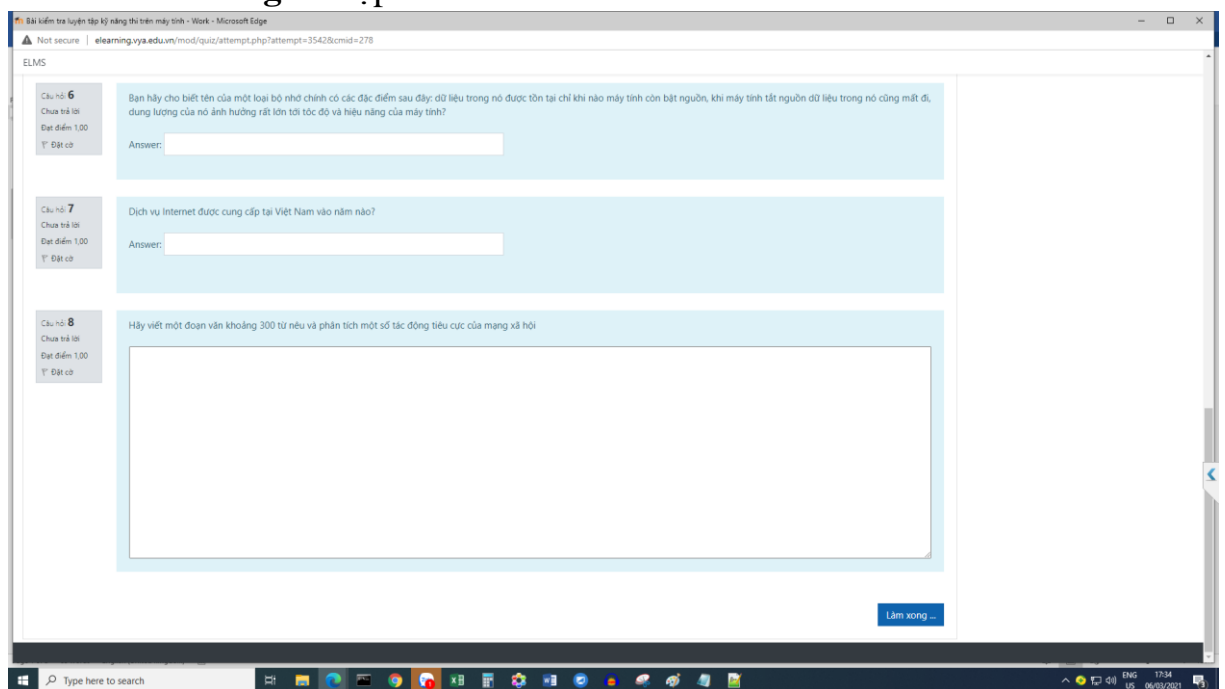 Bài kiểm tra luyện tập kỹ năng thi trên máy tính - Work - Microsoft Edge
Not secure | elearning.vya.edu.vn/mod/quiz/attempt.php?attempt=3542&cmid=278
ELMS
Câu hỏi 6
Chưa trả lời
Đạt điểm 1,00
Đặt cờ
Bạn hãy cho biết tên của một loại bộ nhớ chính có các đặc điểm sau đây: dữ liệu trong nó được tồn tại chỉ khi nào máy tính còn bật nguồn, khi máy tính tắt nguồn dữ liệu trong nó cũng mất đi,
dung lượng của nó ảnh hưởng rất lớn tới tốc độ và hiệu năng của máy tính?
Answer:
Câu hỏi 7
Chưa trả lời
Đạt điểm 1,00
Đặt cờ
Dịch vụ Internet được cung cấp tại Việt Nam vào năm nào?
Answer:
Câu hỏi 8
Chưa trả lời
Đạt điểm 1,00
Đặt cờ
Hãy viết một đoạn văn khoảng 300 từ nêu và phân tích một số tác động tiêu cực của mạng xã hội
Làm xong ...
Type here to search
ENG
US
17:34
06/03/2021